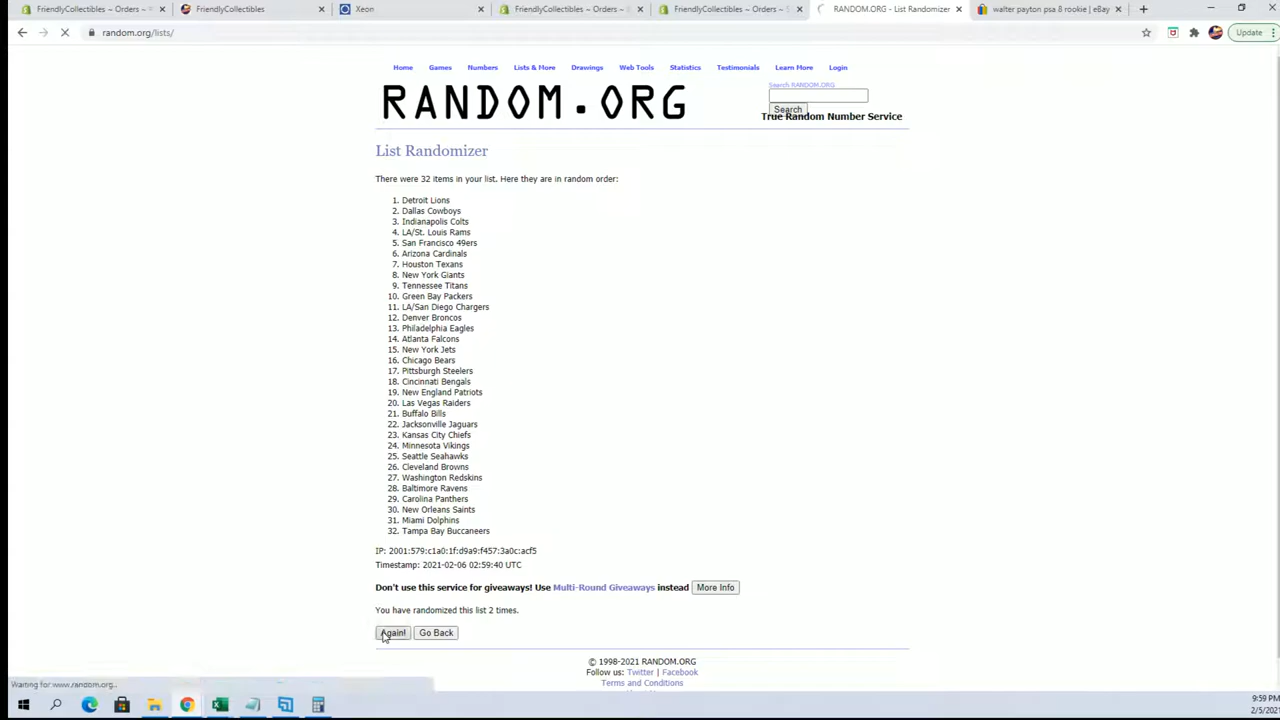 FriendlyCollectibles ~ Orders ~ FriendlyCollectibles Xeon FriendlyCollectibles ~ Orders ~ FriendlyCollectibles ~ Orders ~ S RANDOM.ORG - List Randomizer walter payton psa 8 rookie | eBay
random.org/lists/ Update
Home Games Numbers Lists & More Drawings Web Tools Statistics Testimonials Learn More Login
Search RANDOM.ORG
RANDOM.ORG
Search
True Random Number Service
List Randomizer
There were 32 items in your list. Here they are in random order:
1. Detroit Lions
2. Dallas Cowboys
3. Indianapolis Colts
4. LA/St. Louis Rams
5. San Francisco 49ers
6. Arizona Cardinals
7. Houston Texans
8. New York Giants
9. Tennessee Titans
10. Green Bay Packers
11. LA/San Diego Chargers
12. Denver Broncos
13. Philadelphia Eagles
14. Atlanta Falcons
15. New York Jets
16. Chicago Bears
17. Pittsburgh Steelers
18. Cincinnati Bengals
19. New England Patriots
20. Las Vegas Raiders
21. Buffalo Bills
22. Jacksonville Jaguars
23. Kansas City Chiefs
24. Minnesota Vikings
25. Seattle Seahawks
26. Cleveland Browns
27. Washington Redskins
28. Baltimore Ravens
29. Carolina Panthers
30. New Orleans Saints
31. Miami Dolphins
32. Tampa Bay Buccaneers
IP: 2001:579:c1a0:1f:d9a9:f457:3a0c:acf5
Timestamp: 2021-02-06 02:59:40 UTC
Don't use this service for giveaways! Use Multi-Round Giveaways instead More Info
You have randomized this list 2 times.
Again! Go Back
© 1998-2021 RANDOM.ORG
Follow us: Twitter | Facebook
Terms and Conditions
Waiting for www.random.org...
9:59 PM
2/5/2021